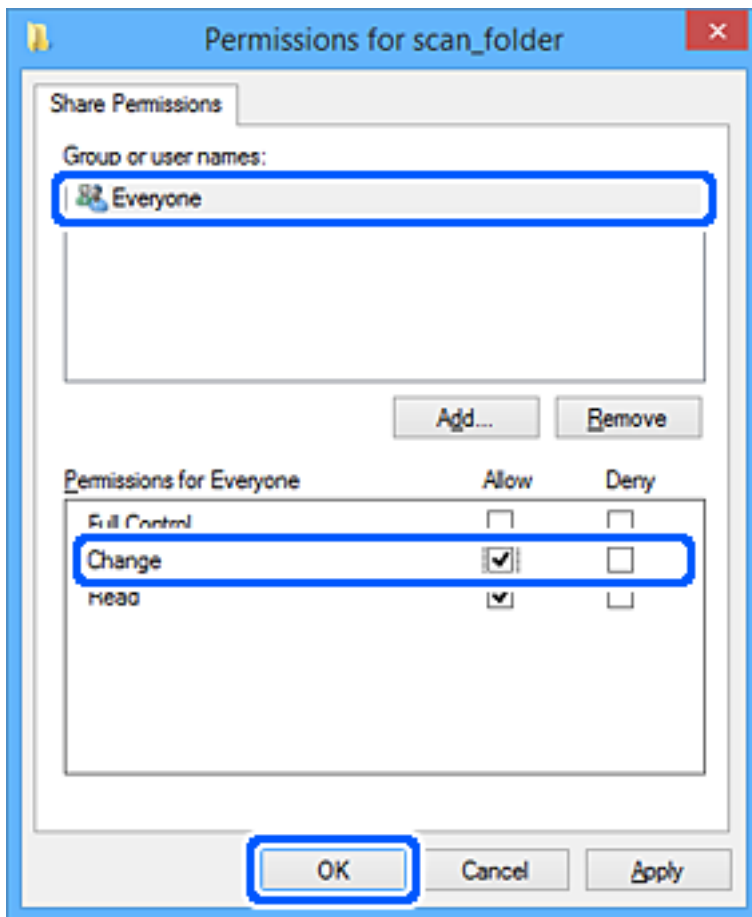 Permissions for scan_folder
Share Permissions
Group or user names:
Everyone
Add... Remove
Permissions for Everyone Allow Deny
Full Control
Change
Read
OK Cancel Apply